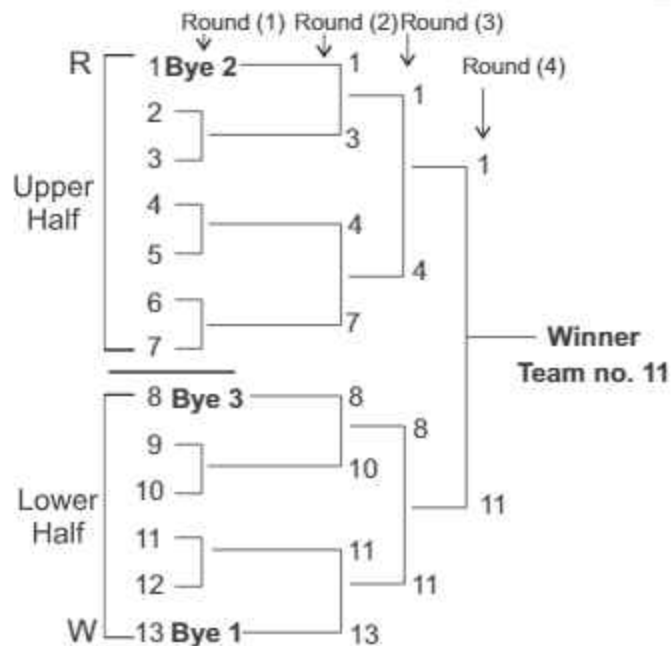 Round (1) Round (2) Round (3)
R 1 Bye 2 1
1 Round (4)
2
3
3 1
Upper
Half
4 4
5
4
6
7
7
Winner
Team no. 11
8 Bye 3 8
8
9
10
10
Lower
Half
11
11 11
12
11
W 13 Bye 1 13